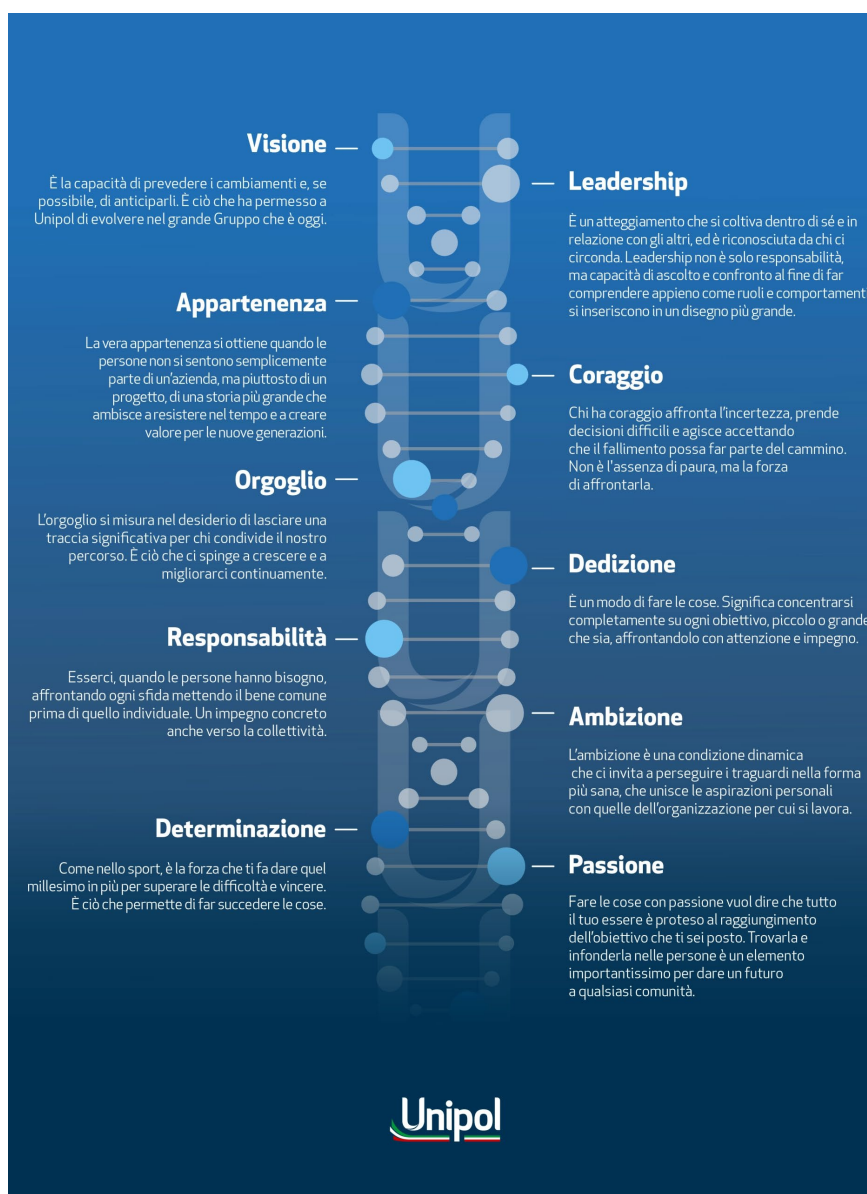 Visione
È la capacità di prevedere i cambiamenti e, se
possibile, di anticiparli. È ciò che ha permesso a
Unipol di evolvere nel grande Gruppo che è oggi.
Leadership
È un atteggiamento che si coltiva dentro di sé e in
relazione con gli altri, ed è riconosciuta da chi ci
circonda. Leadership non è solo responsabilità,
ma capacità di ascolto e confronto al fine di far
comprendere appieno come ruoli e comportament
si inseriscono in un disegno più grande.
Appartenenza
La vera appartenenza si ottiene quando le
persone non si sentono semplicemente
parte di un'azienda, ma piuttosto di un
progetto, di una storia più grande che
ambisce a resistere nel tempo e a creare
valore per le nuove generazioni.
Coraggio
Chi ha coraggio affronta l'incertezza, prende
decisioni difficili e agisce accettando
che il fallimento possa far parte del cammino.
Non è l'assenza di paura, ma la forza
di affrontarla.
Orgoglio
L'orgoglio si misura nel desiderio di lasciare una
traccia significativa per chi condivide il nostro
percorso. È ciò che ci spinge a crescere e a
migliorarci continuamente.
Dedizione
È un modo di fare le cose. Significa concentrarsi
completamente su ogni obiettivo, piccolo o grande
che sia, affrontandolo con attenzione e impegno.
Responsabilità
Esserci, quando le persone hanno bisogno,
affrontando ogni sfida mettendo il bene comune
prima di quello individuale. Un impegno concreto
anche verso la collettività.
Ambizione
L'ambizione è una condizione dinamica
che ci invita a perseguire i traguardi nella forma
più sana, che unisce le aspirazioni personali
con quelle dell'organizzazione per cui si lavora.
Determinazione
Come nello sport, è la forza che ti fa dare quel
millesimo in più per superare le difficoltà e vincere.
È ciò che permette di far succedere le cose.
Passione
Fare le cose con passione vuol dire che tutto
il tuo essere è proteso al raggiungimento
dell'obiettivo che ti sei posto. Trovarla e
infonderla nelle persone è un elemento
importantissimo per dare un futuro
a qualsiasi comunità.
Unipol